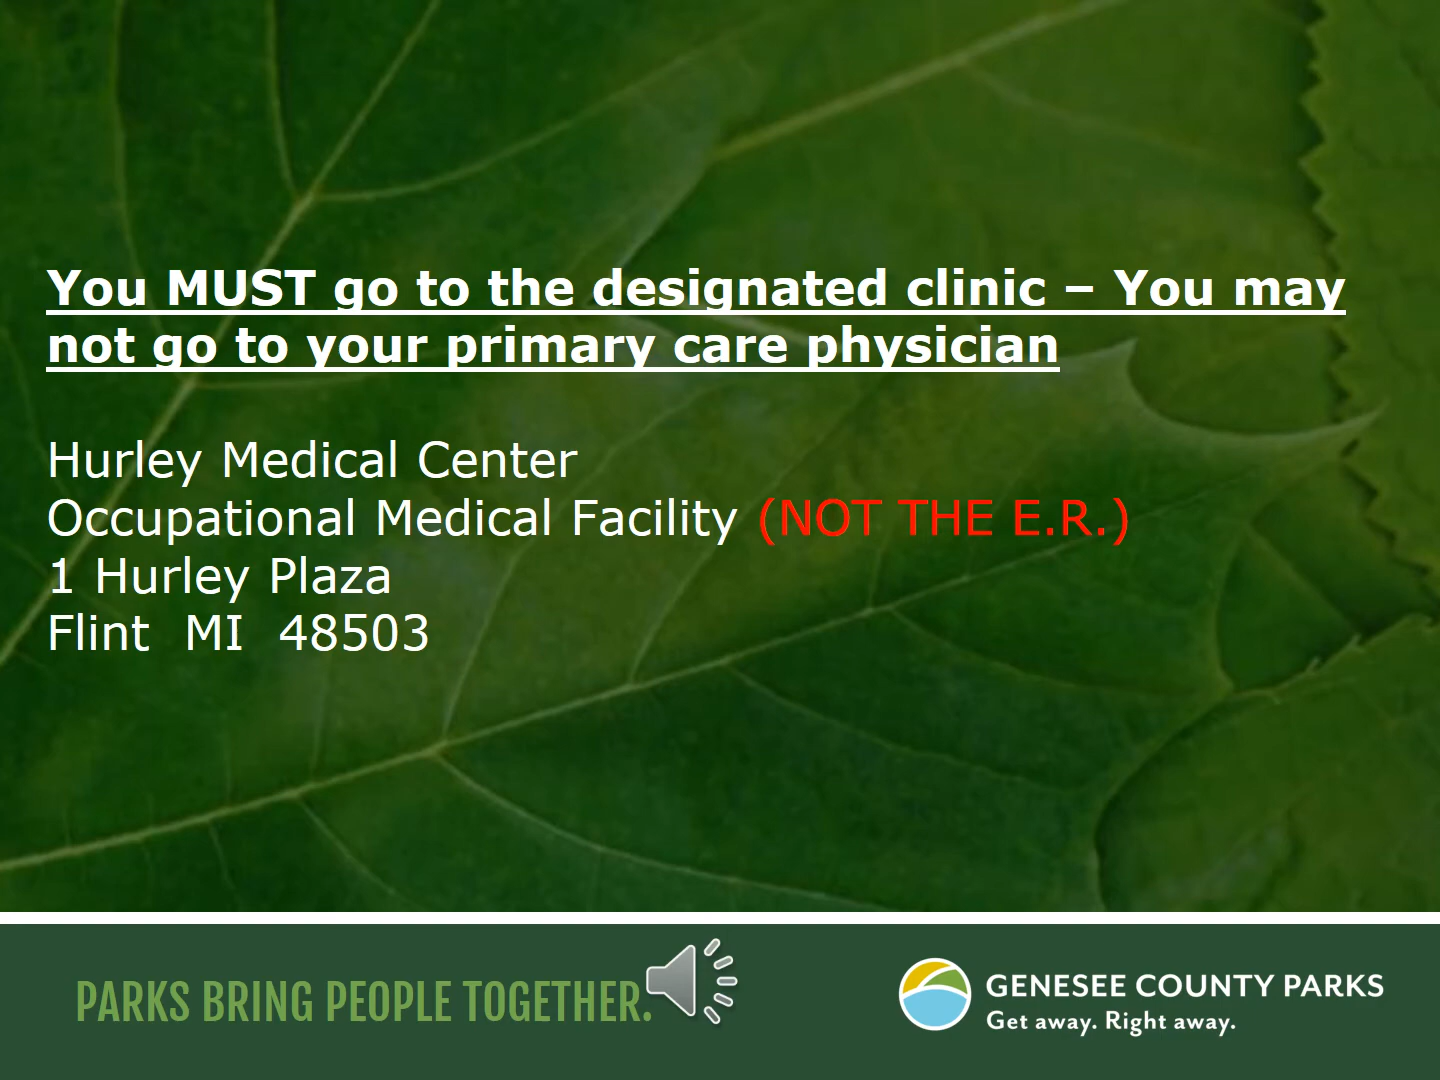 You MUST go to the designated clinic – You may
not go to your primary care physician
Hurley Medical Center
Occupational Medical Facility (NOT THE E.R.)
1 Hurley Plaza
Flint  MI  48503
PARKS BRING PEOPLE TOGETHER.
GENESEE COUNTY PARKS
Get away. Right away.